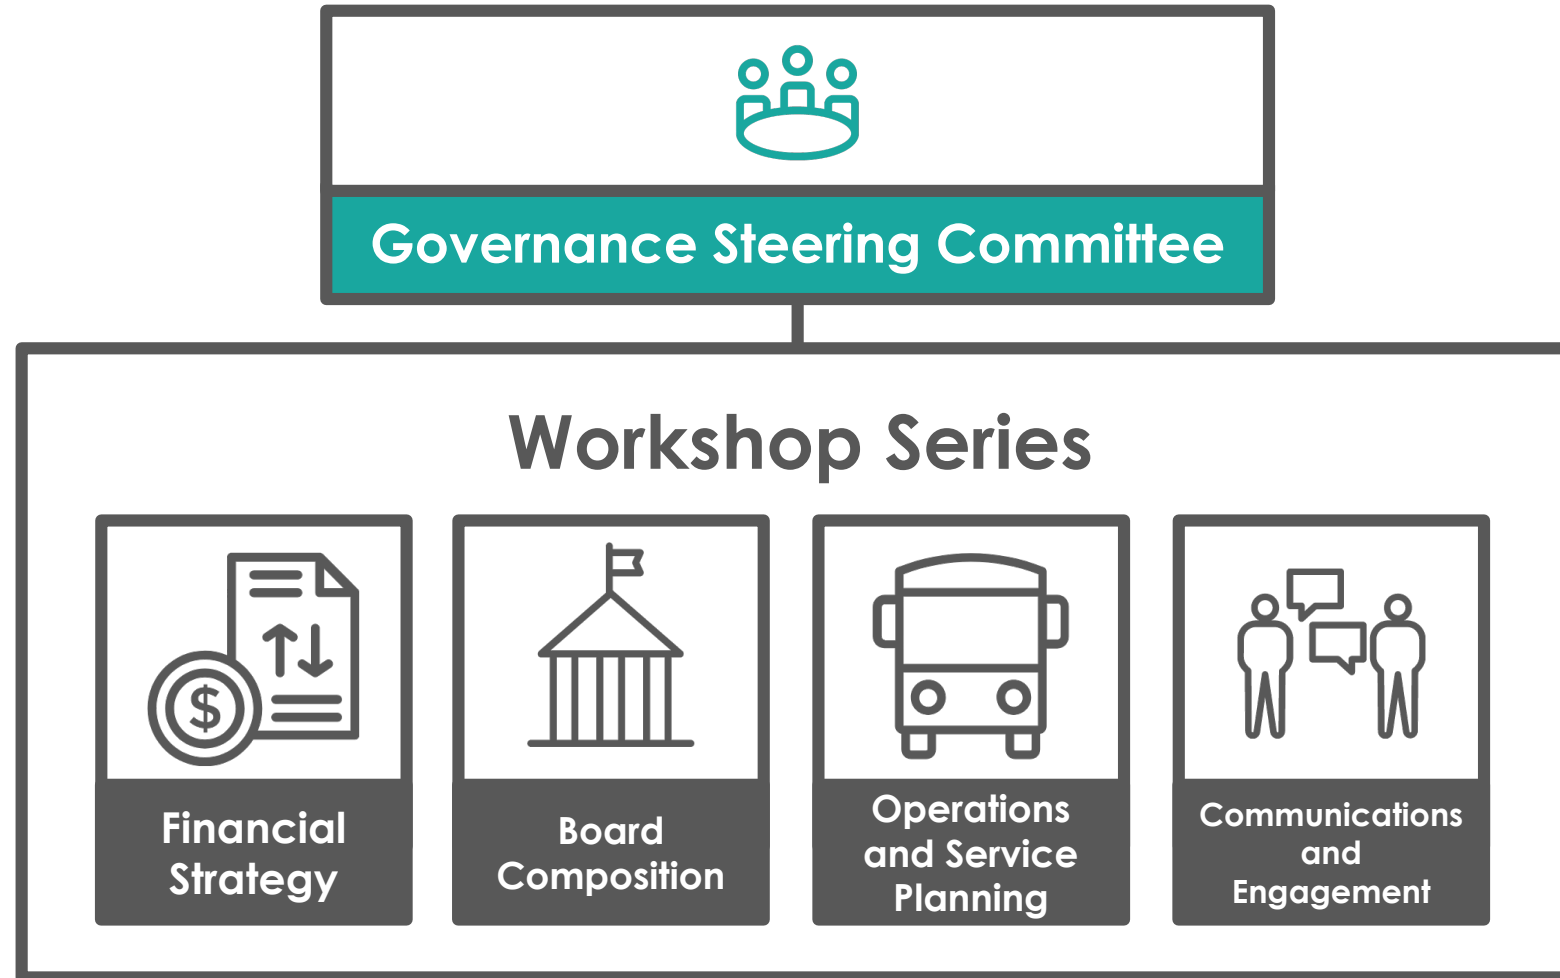 Governance Steering Committee
Workshop Series
Financial
Strategy
Board
Composition
Operations
and Service
Planning
Communications
and
Engagement
$